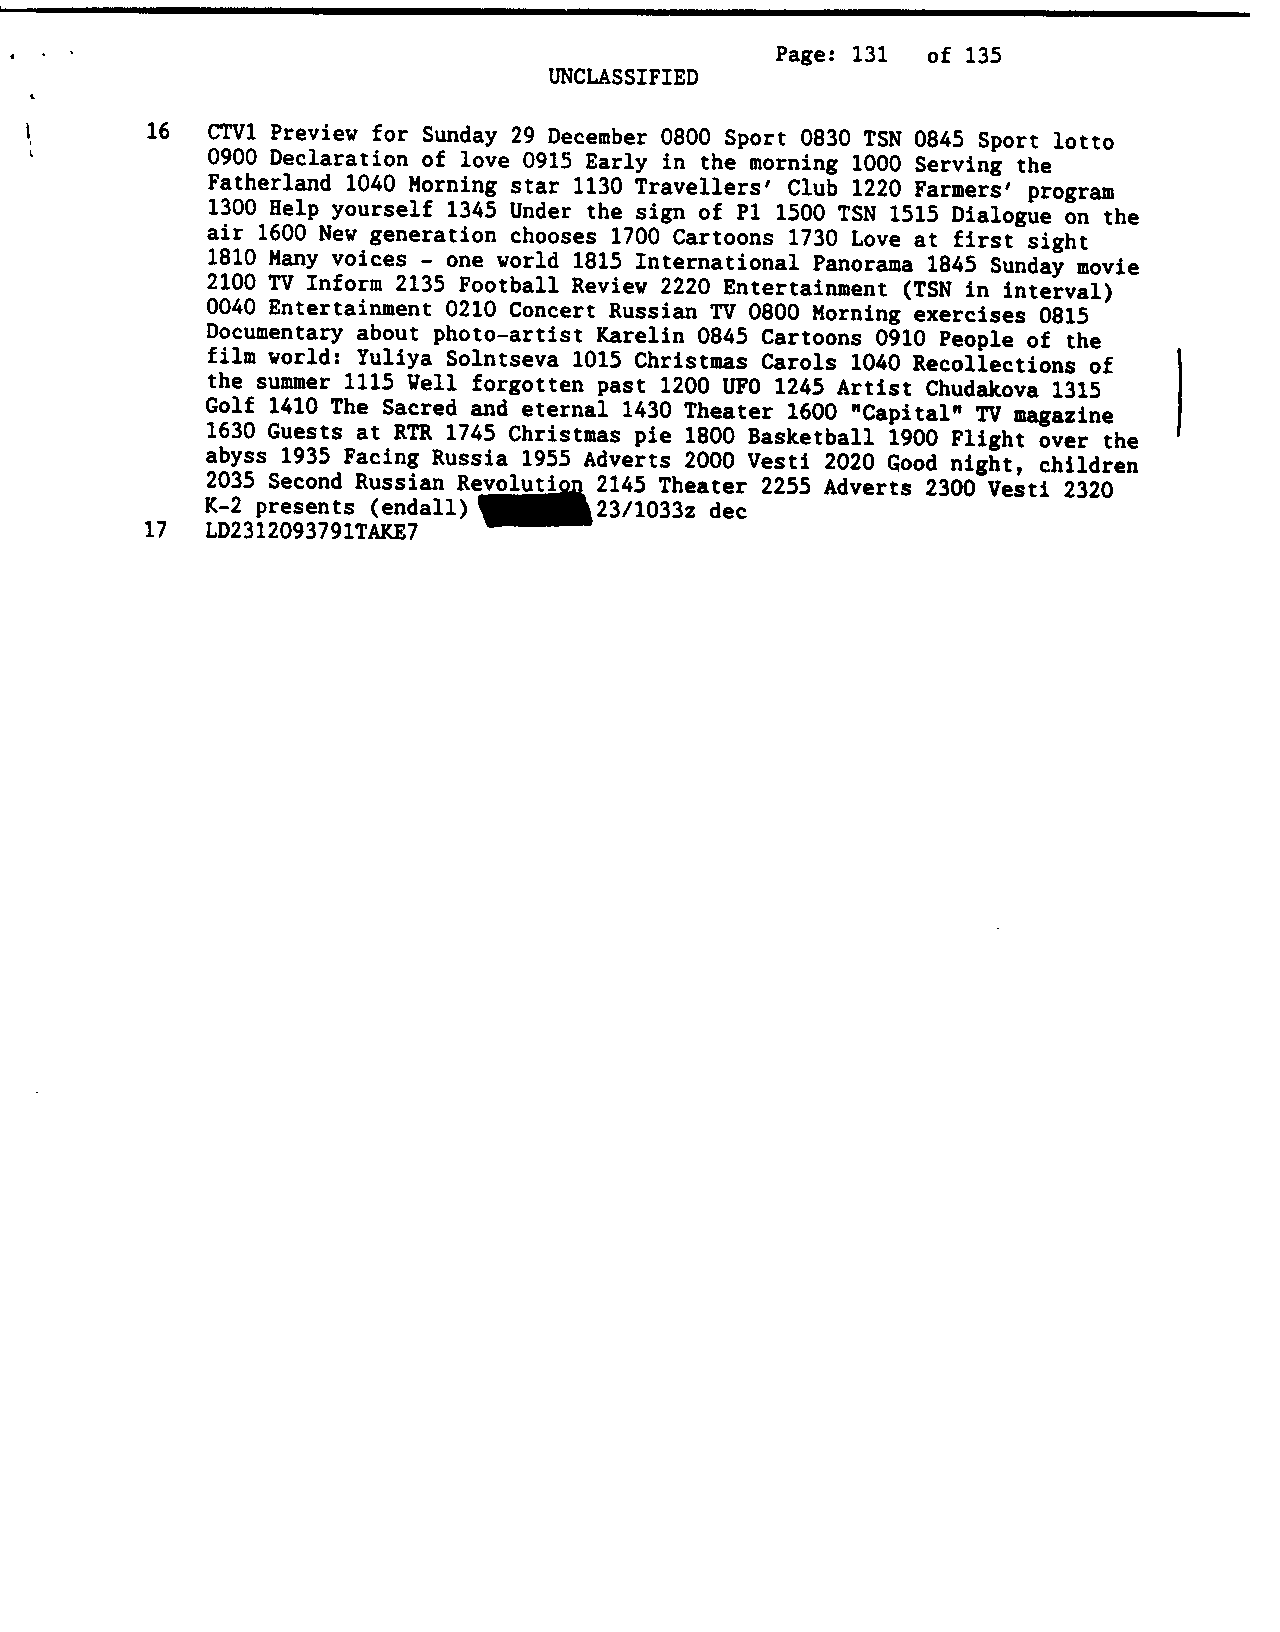 Page: 131 of 135
UNCLASSIFIED
16 CTV1 Preview for Sunday 29 December 0800 Sport 0830 TSN 0845 Sport lotto
0900 Declaration of love 0915 Early in the morning 1000 Serving the
Fatherland 1040 Morning star 1130 Travellers' Club 1220 Farmers' program
1300 Help yourself 1345 Under the sign of P1 1500 TSN 1515 Dialogue on the
air 1600 New generation chooses 1700 Cartoons 1730 Love at first sight
1810 Many voices - one world 1815 International Panorama 1845 Sunday movie
2100 TV Inform 2135 Football Review 2220 Entertainment (TSN in interval)
0040 Entertainment 0210 Concert Russian TV 0800 Morning exercises 0815
Documentary about photo-artist Karelin 0845 Cartoons 0910 People of the
film world: Yuliya Solntseva 1015 Christmas Carols 1040 Recollections of
the summer 1115 Well forgotten past 1200 UFO 1245 Artist Chudakova 1315
Golf 1410 The Sacred and eternal 1430 Theater 1600 "Capital" TV magazine
1630 Guests at RTR 1745 Christmas pie 1800 Basketball 1900 Flight over the
abyss 1935 Facing Russia 1955 Adverts 2000 Vesti 2020 Good night, children
2035 Second Russian Revolution 2145 Theater 2255 Adverts 2300 Vesti 2320
K-2 presents (endall) 23/1033z dec
17 LD2312093791TAKE7